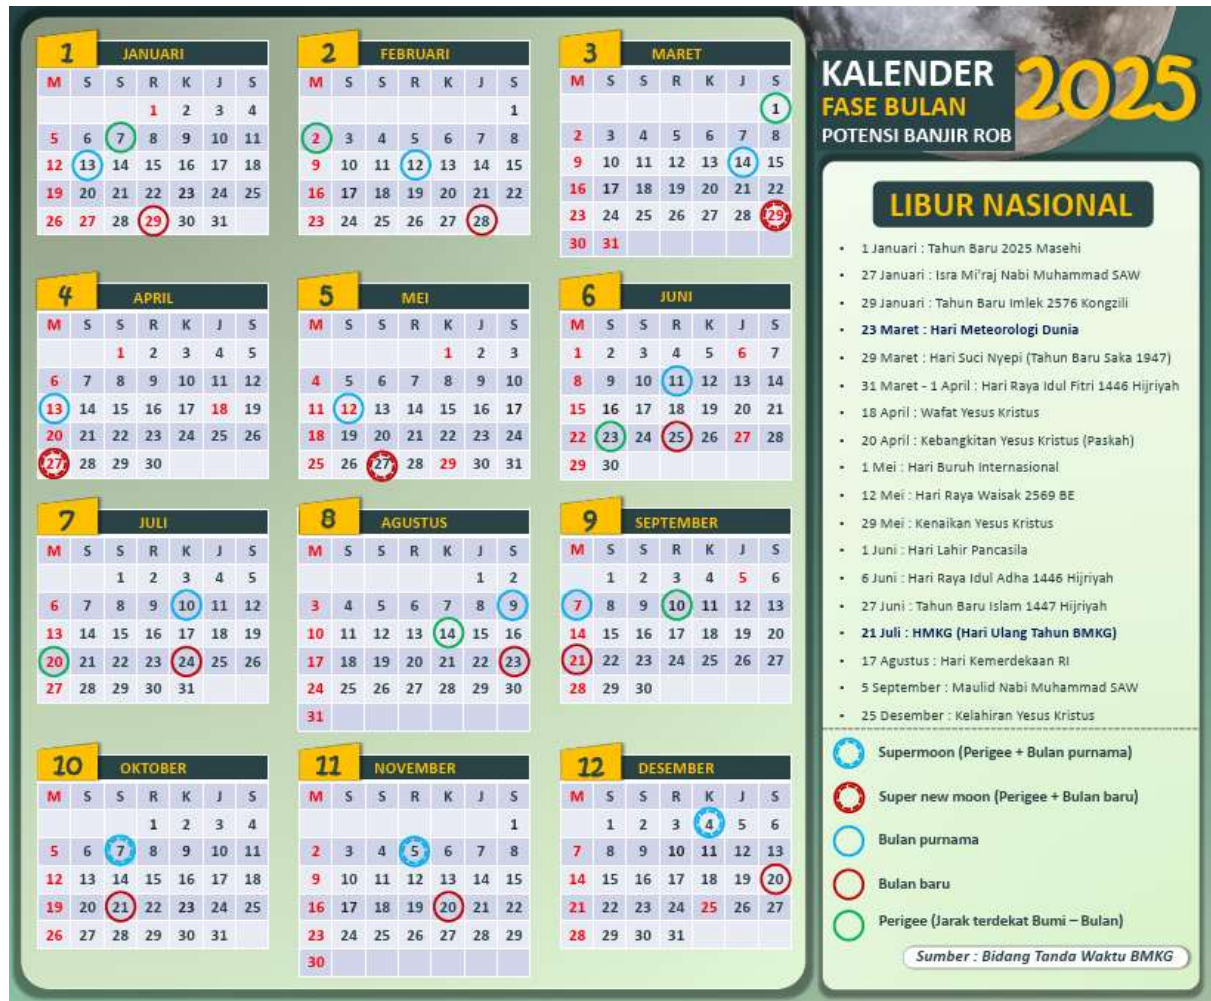 KALENDER
FASE BULAN
POTENSI BANJIR ROB
2025
1 JANUARI
M S S R K J S
1 2 3 4
5 6 7 8 9 10 11
12 13 14 15 16 17 18
19 20 21 22 23 24 25
26 27 28 29 30 31
2 FEBRUARI
M S S R K J S
1
2 3 4 5 6 7 8
9 10 11 12 13 14 15
16 17 18 19 20 21 22
23 24 25 26 27 28
3 MARET
M S S R K J S
1
2 3 4 5 6 7 8
9 10 11 12 13 14 15
16 17 18 19 20 21 22
23 24 25 26 27 28 29
30 31
4 APRIL
M S S R K J S
1 2 3 4 5
6 7 8 9 10 11 12
13 14 15 16 17 18 19
20 21 22 23 24 25 26
27 28 29 30
5 MEI
M S S R K J S
1 2 3
4 5 6 7 8 9 10
11 12 13 14 15 16 17
18 19 20 21 22 23 24
25 26 27 28 29 30 31
6 JUNI
M S S R K J S
1 2 3 4 5 6 7
8 9 10 11 12 13 14
15 16 17 18 19 20 21
22 23 24 25 26 27 28
29 30
7 JULI
M S S R K J S
1 2 3 4 5
6 7 8 9 10 11 12
13 14 15 16 17 18 19
20 21 22 23 24 25 26
27 28 29 30 31
8 AGUSTUS
M S S R K J S
1 2
3 4 5 6 7 8 9
10 11 12 13 14 15 16
17 18 19 20 21 22 23
24 25 26 27 28 29 30
31
9 SEPTEMBER
M S S R K J S
1 2 3 4 5 6
7 8 9 10 11 12 13
14 15 16 17 18 19 20
21 22 23 24 25 26 27
28 29 30
10 OKTOBER
M S S R K J S
1 2 3 4
5 6 7 8 9 10 11
12 13 14 15 16 17 18
19 20 21 22 23 24 25
26 27 28 29 30 31
11 NOVEMBER
M S S R K J S
1
2 3 4 5 6 7 8
9 10 11 12 13 14 15
16 17 18 19 20 21 22
23 24 25 26 27 28 29
30
12 DESEMBER
M S S R K J S
1 2 3 4 5 6
7 8 9 10 11 12 13
14 15 16 17 18 19 20
21 22 23 24 25 26 27
28 29 30 31
LIBUR NASIONAL
• 1 Januari : Tahun Baru 2025 Masehi
• 27 Januari : Isra Mi'raj Nabi Muhammad SAW
• 29 Januari : Tahun Baru Imlek 2576 Kongzili
• 23 Maret : Hari Meteorologi Dunia
• 29 Maret : Hari Suci Nyepi (Tahun Baru Saka 1947)
• 31 Maret - 1 April : Hari Raya Idul Fitri 1446 Hijriyah
• 18 April : Wafat Yesus Kristus
• 20 April : Kebangkitan Yesus Kristus (Paskah)
• 1 Mei : Hari Buruh Internasional
• 12 Mei : Hari Raya Waisak 2569 BE
• 29 Mei : Kenaikan Yesus Kristus
• 1 Juni : Hari Lahir Pancasila
• 6 Juni : Hari Raya Idul Adha 1446 Hijriyah
• 27 Juni : Tahun Baru Islam 1447 Hijriyah
• 21 Juli : HMKG (Hari Ulang Tahun BMKG)
• 17 Agustus : Hari Kemerdekaan RI
• 5 September : Maulid Nabi Muhammad SAW
• 25 Desember : Kelahiran Yesus Kristus
Supermoon (Perigee + Bulan purnama)
Super new moon (Perigee + Bulan baru)
Bulan purnama
Bulan baru
Perigee (Jarak terdekat Bumi – Bulan)
Sumber : Bidang Tanda Waktu BMKG